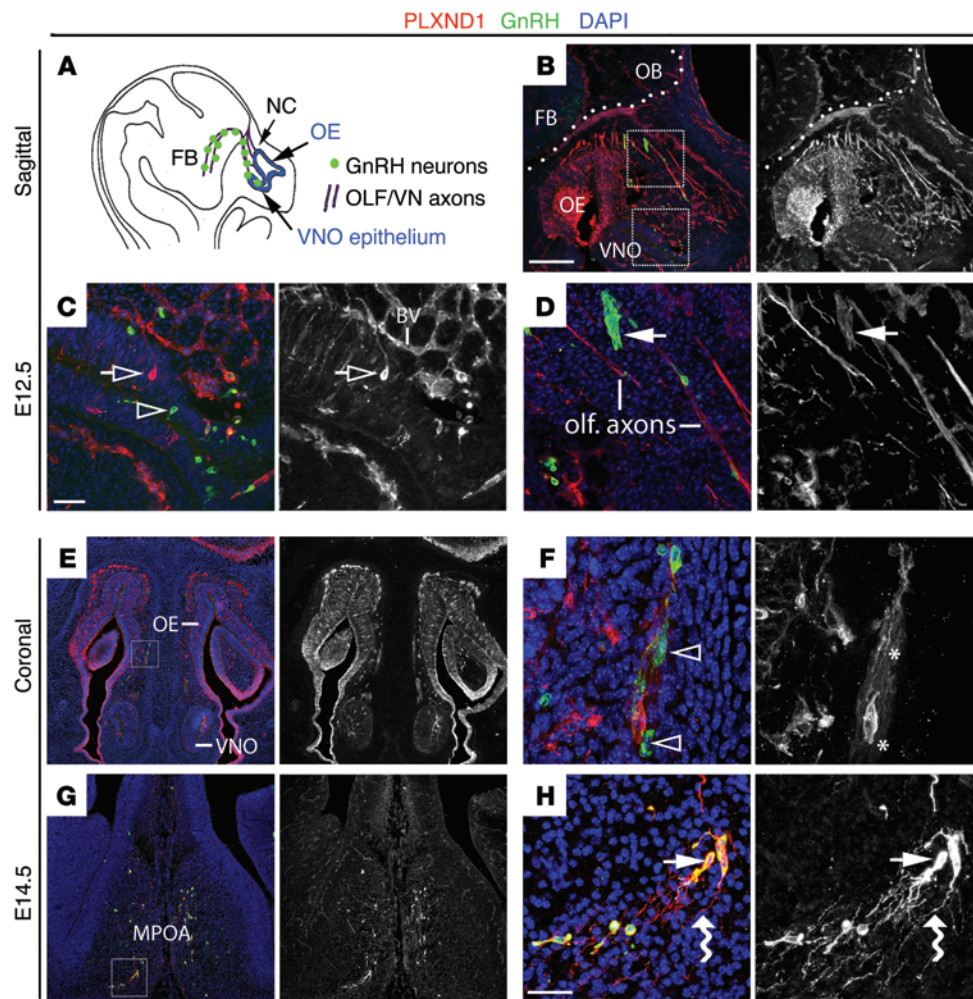 PLXND1 GnRH DAPI
Sagittal
A
NC
OE
FB
GnRH neurons
OLF/VN axons
VNO epithelium
B
OB
FB
OE
VNO
E12.5
C
BV
D
olf. axons
Coronal
E
OE
VNO
F
E14.5
G
MPOA
H